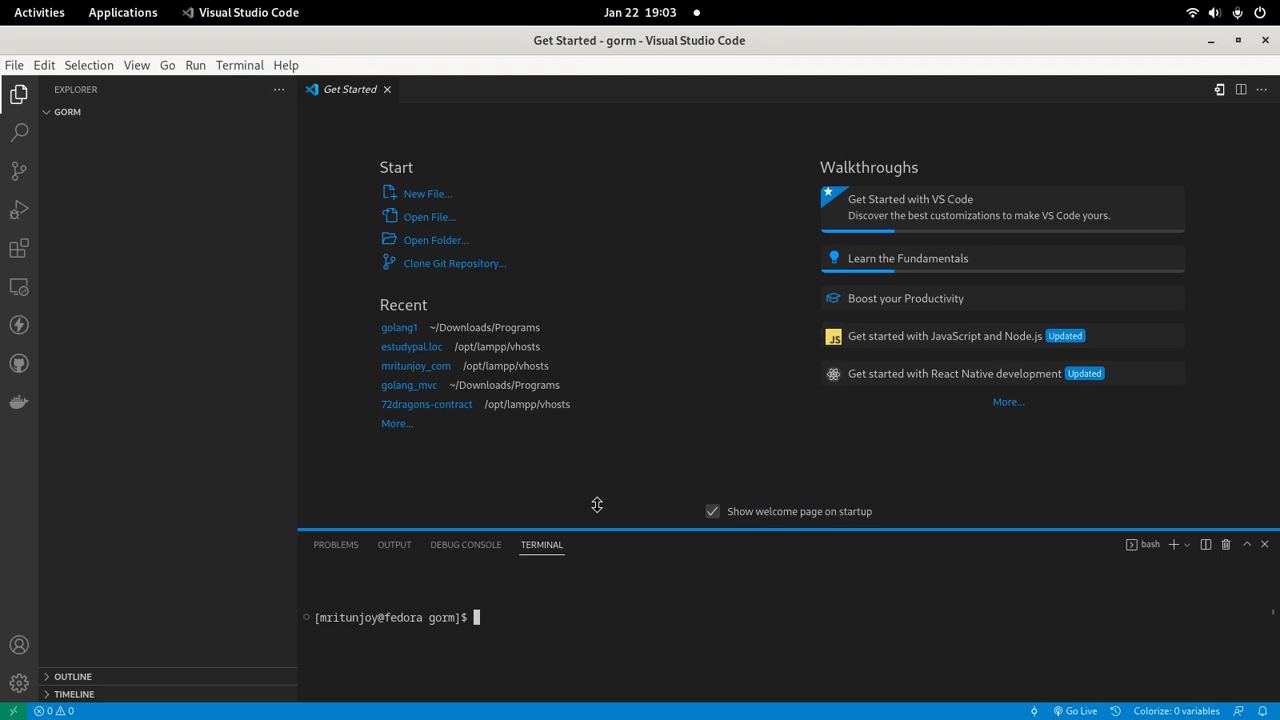 Activities Applications Visual Studio Code Jan 22 19:03
Get Started - gorm - Visual Studio Code
File Edit Selection View Go Run Terminal Help
EXPLORER
GORM
OUTLINE
TIMELINE
Get Started
Start
New File...
Open File...
Open Folder...
Clone Git Repository...
Recent
golang1 ~/Downloads/Programs
estudypal.loc /opt/lampp/vhosts
mritunjoy_com /opt/lampp/vhosts
golang_mvc ~/Downloads/Programs
72dragons-contract /opt/lampp/vhosts
More...
Walkthroughs
Get Started with VS Code
Discover the best customizations to make VS Code yours.
Learn the Fundamentals
Boost your Productivity
JS Get started with JavaScript and Node.js Updated
Get started with React Native development Updated
More...
Show welcome page on startup
PROBLEMS OUTPUT DEBUG CONSOLE TERMINAL bash
[mritunjoy@fedora gorm]$
0 0 Go Live Colorize: 0 variables